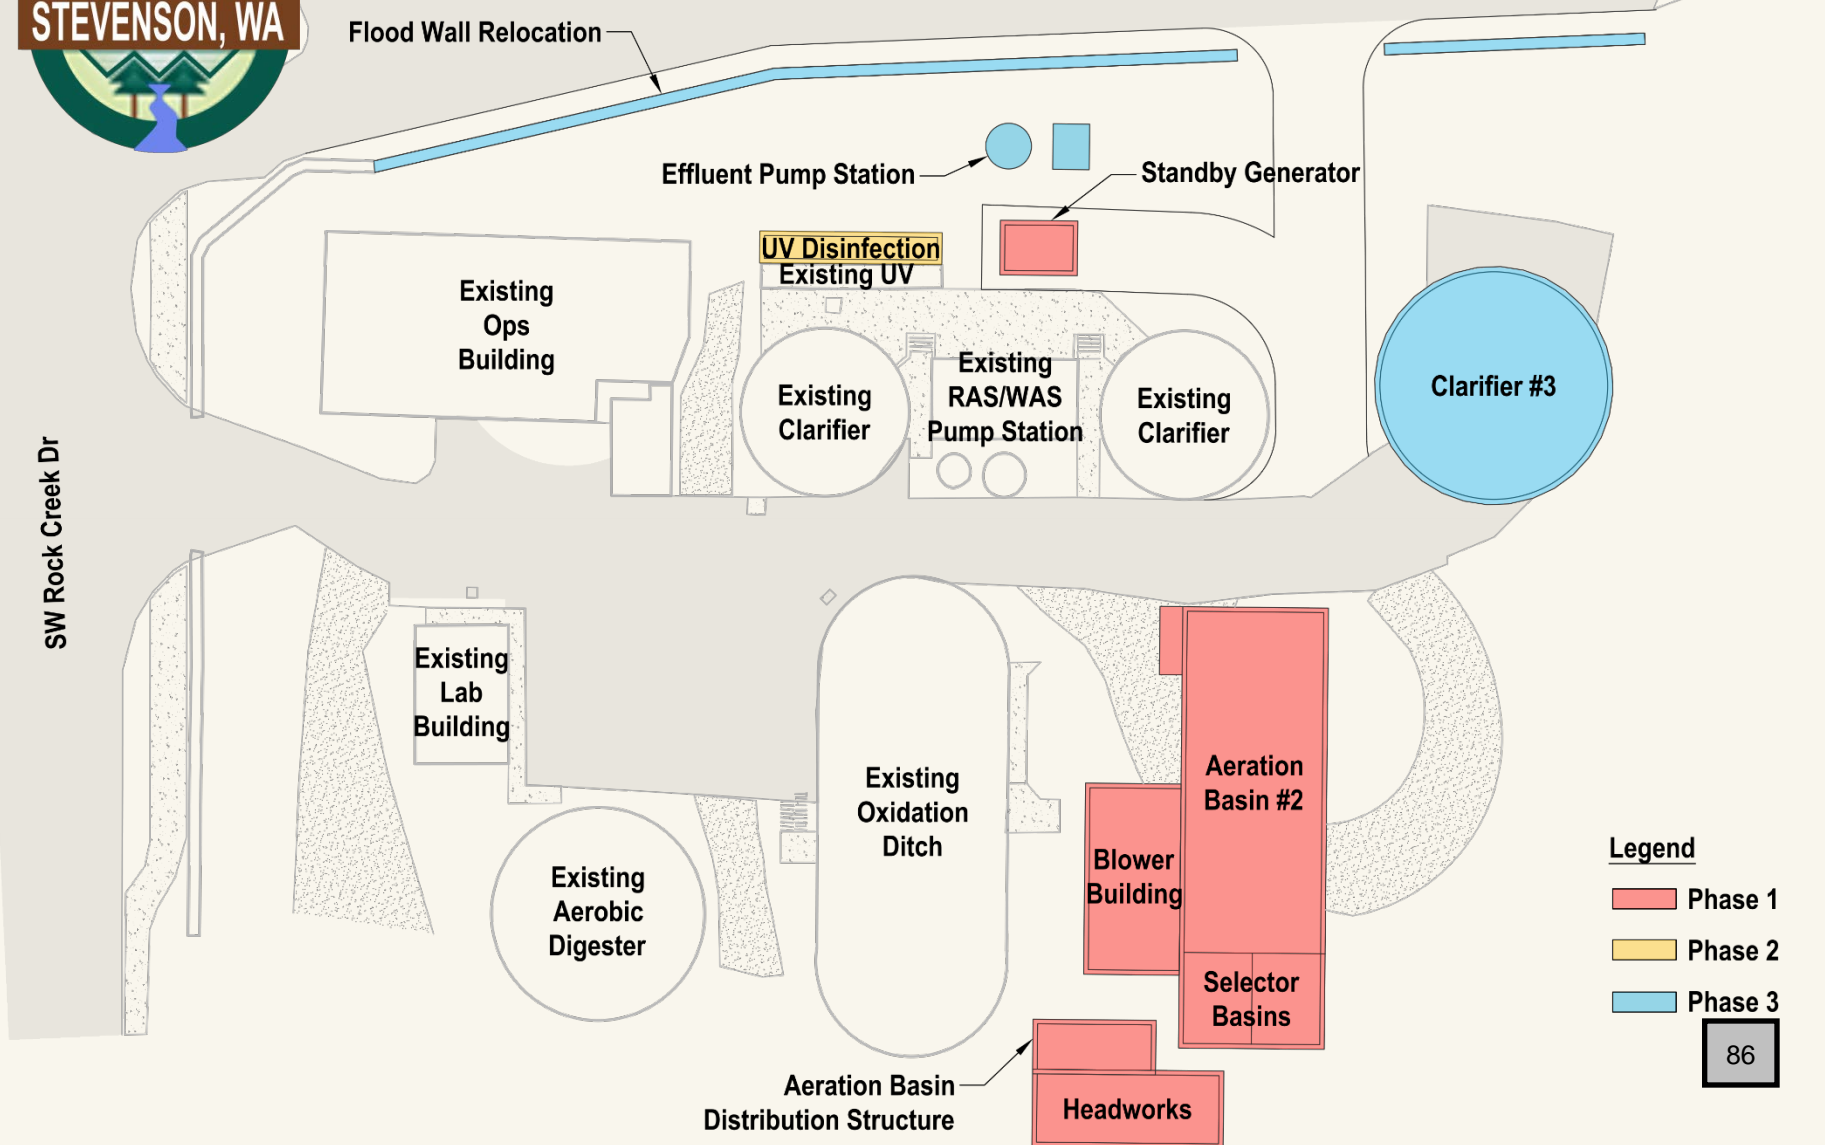 STEVENSON, WA
Flood Wall Relocation
Effluent Pump Station
Standby Generator
UV Disinfection
Existing UV
Existing
Ops
Building
Existing
Clarifier
Existing
RAS/WAS
Pump Station
Existing
Clarifier
Clarifier #3
SW Rock Creek Dr
Existing
Lab
Building
Existing
Oxidation
Ditch
Aeration
Basin #2
Blower
Building
Existing
Aerobic
Digester
Selector
Basins
Aeration Basin
Distribution Structure
Headworks
Legend
Phase 1
Phase 2
Phase 3
86